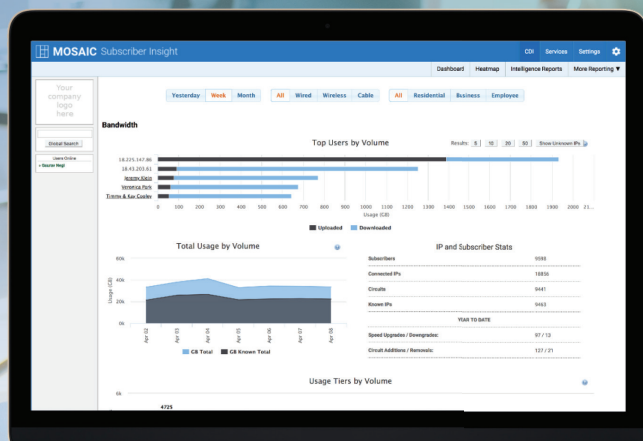 MOSAIC Subscriber Insight
CDI Services Settings
Dashboard Heatmap Intelligence Reports More Reporting ▼
Your
company
logo
here
Global Search
Users Online
Yesterday Week Month All Wired Wireless Cable All Residential Business Employee
Bandwidth
Top Users by Volume
Results: 5 10 20 50 Show Unknown IPs
18.225.147.86
18.43.203.61
Jeremy Klein
Veronica Park
Timmy & Kay Cooley
0 100 200 300 400 500 600 700 800 900 1000 1100 1200 1300 1400 1500 1600 1700 1800 1900 2000 21...
Usage (GB)
Uploaded Downloaded
Total Usage by Volume
Usage (GB)
60k
40k
20k
0k
Apr 02 Apr 03 Apr 04 Apr 05 Apr 06 Apr 07 Apr 08
GB Total GB Known Total
IP and Subscriber Stats
Subscribers 9598
Connected IPs 10856
Circuits 9441
Known IPs 9463
YEAR TO DATE
Speed Upgrades / Downgrades: 97 / 13
Circuit Additions / Removals: 127 / 21
Usage Tiers by Volume
6k
4725